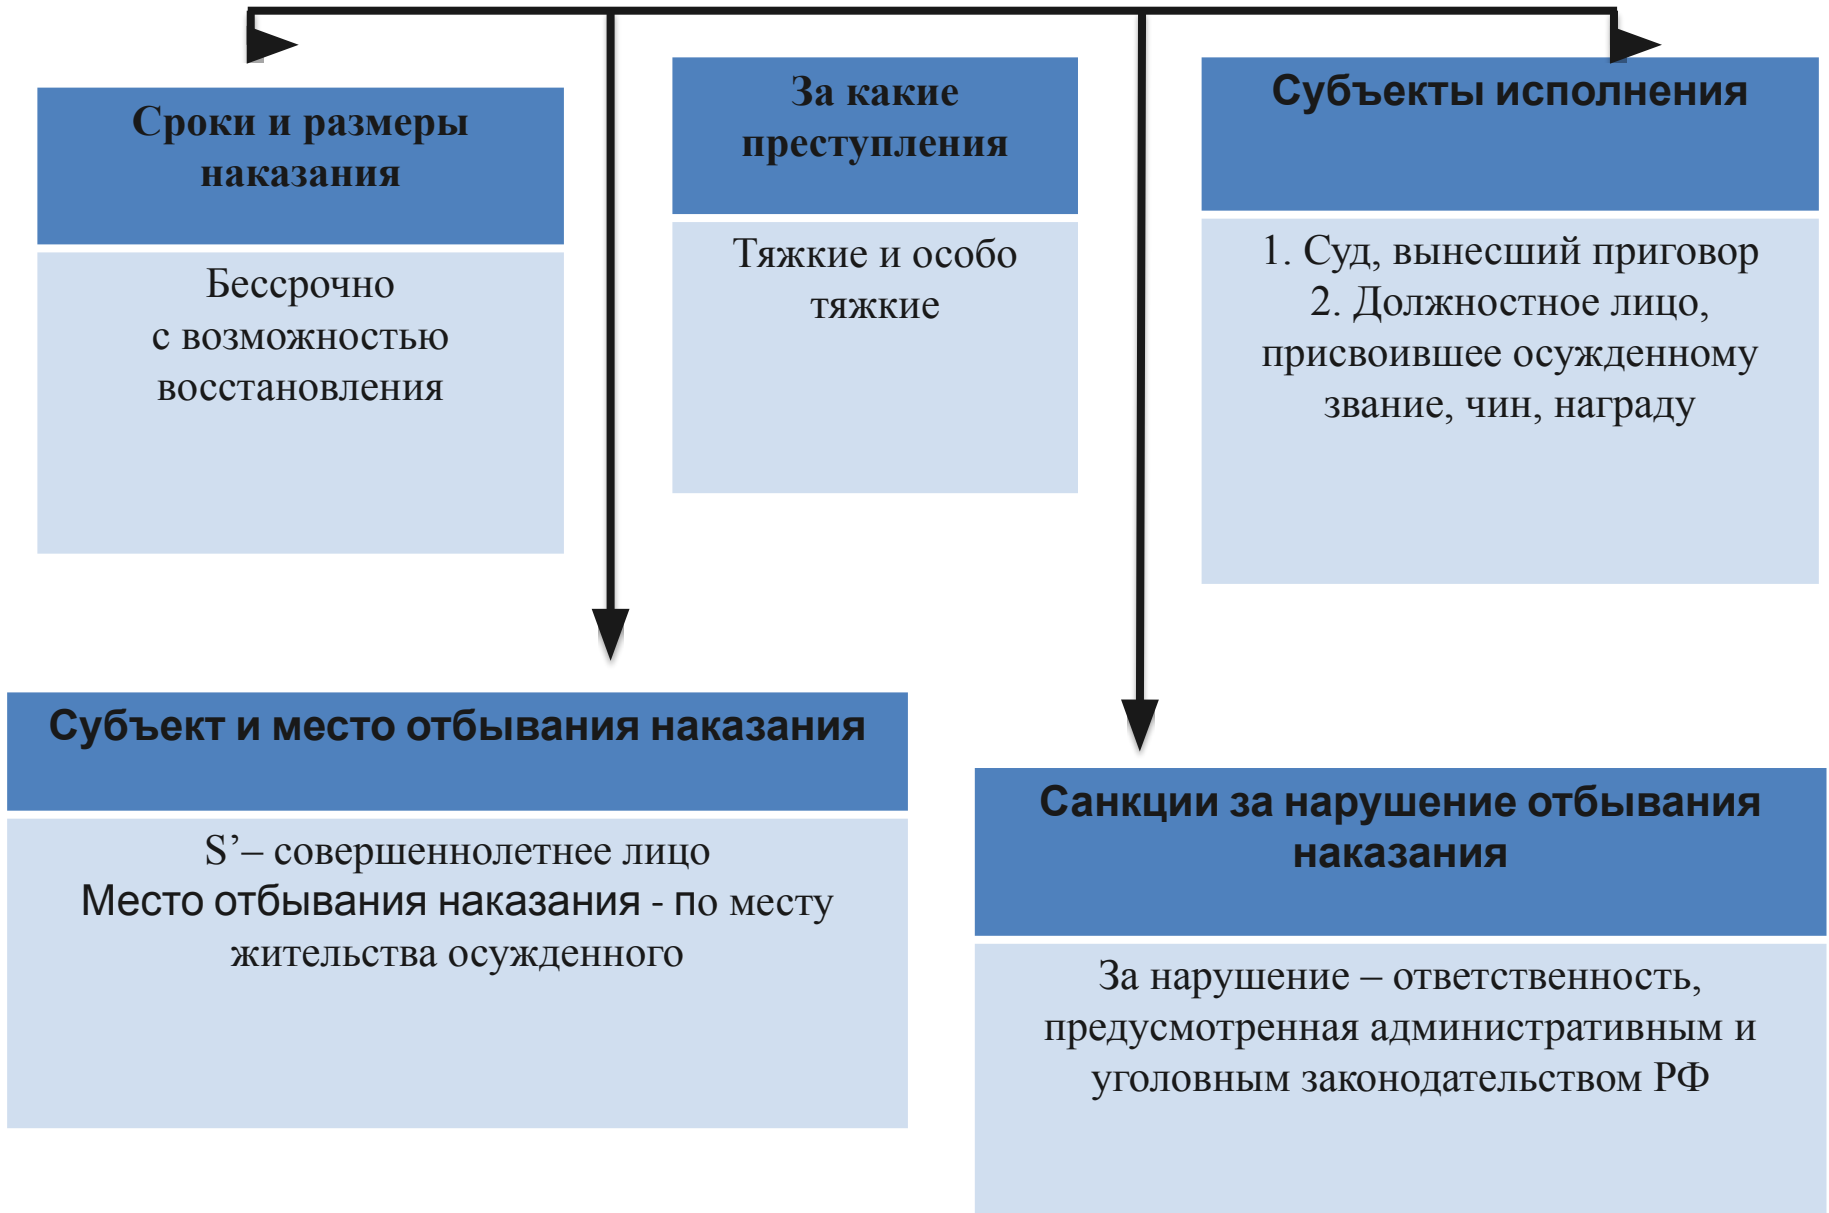 Сроки и размеры
наказания
Бессрочно
с возможностью
восстановления
За какие
преступления
Тяжкие и особо
тяжкие
Субъекты исполнения
1. Суд, вынесший приговор
2. Должностное лицо,
присвоившее осужденному
звание, чин, награду
Субъект и место отбывания наказания
S’– совершеннолетнее лицо
Место отбывания наказания - по месту
жительства осужденного
Санкции за нарушение отбывания
наказания
За нарушение – ответственность,
предусмотренная административным и
уголовным законодательством РФ